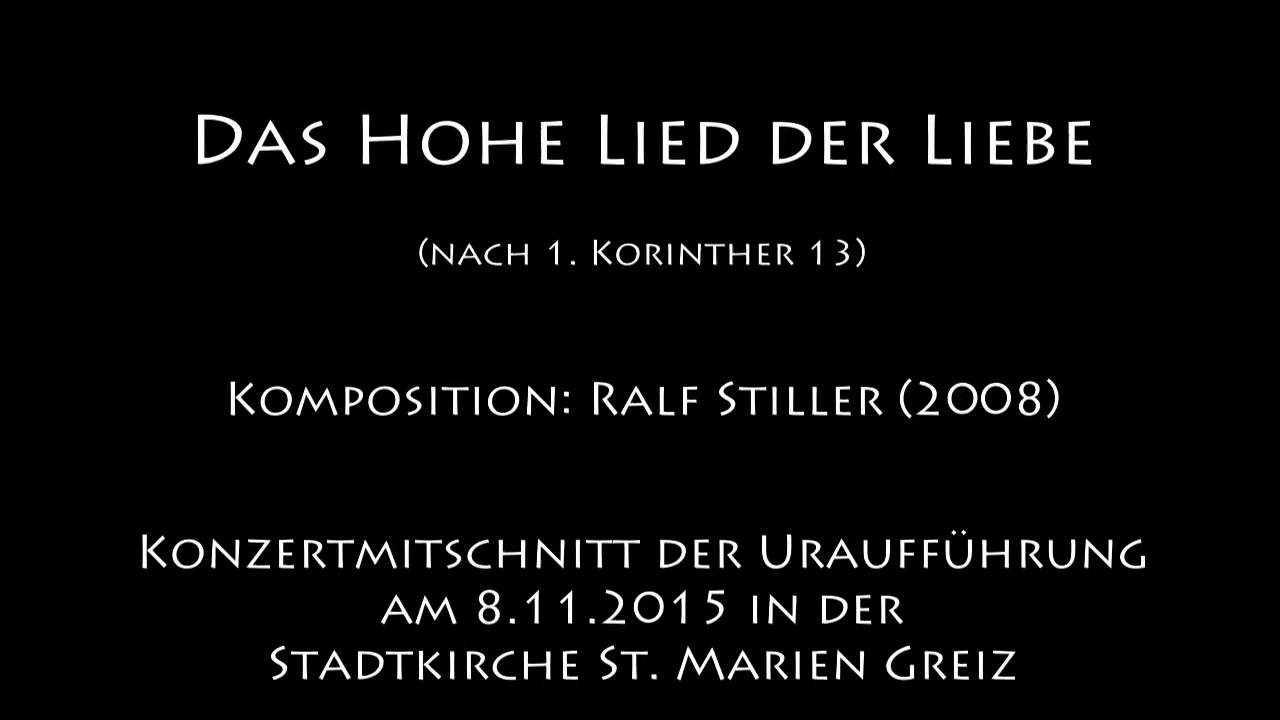 Das Hohe Lied der Liebe
(nach 1. Korinther 13)
Komposition: Ralf Stiller (2008)
Konzertmitschnitt der Uraufführung
am 8.11.2015 in der
Stadtkirche St. Marien Greiz